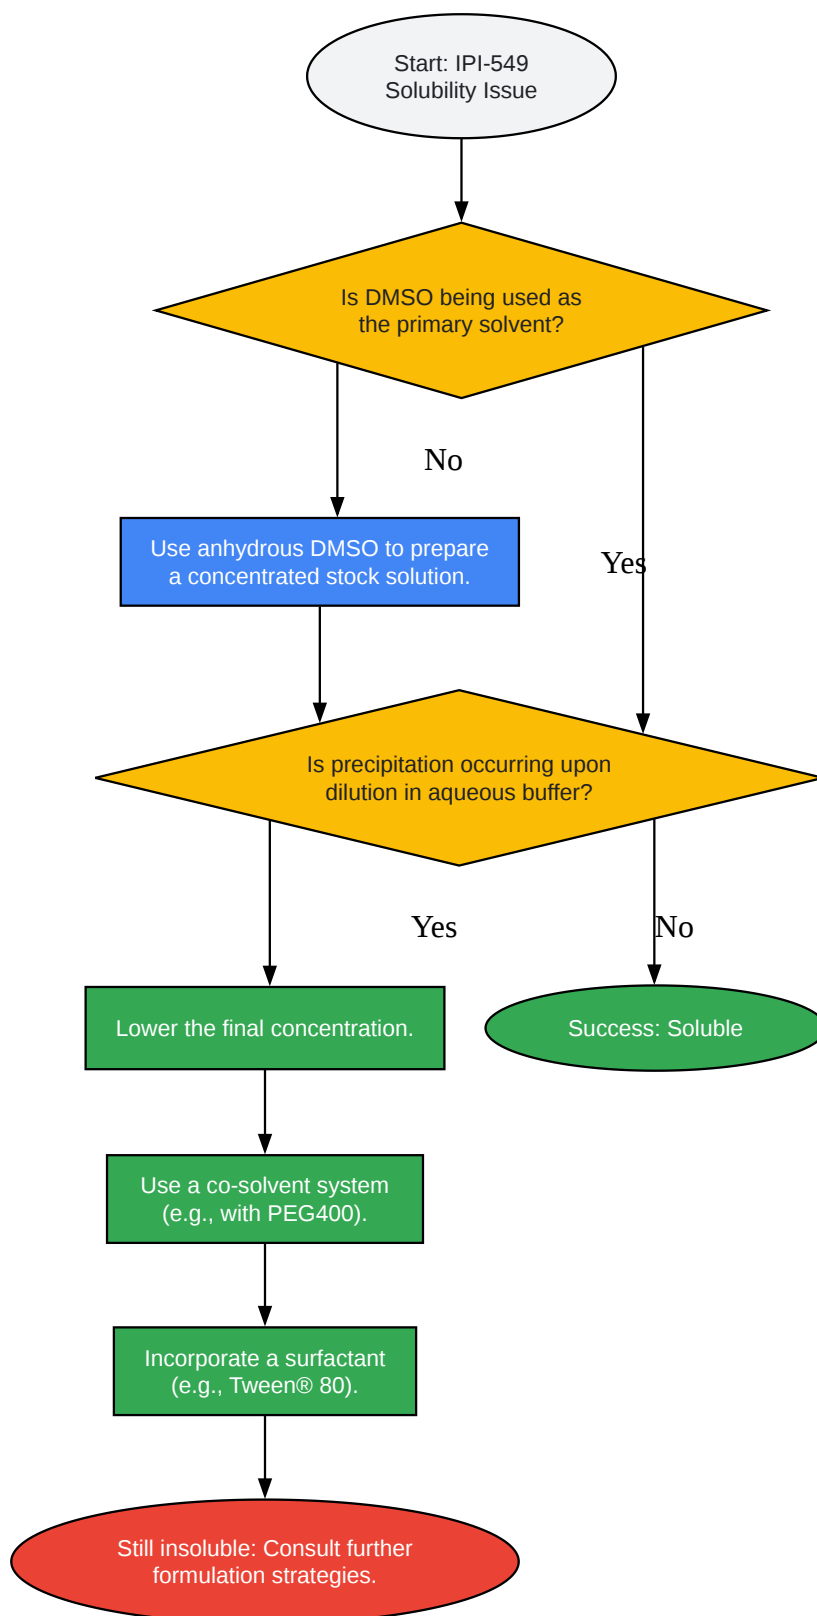 Start: IPI-549
Solubility Issue
Is DMSO being used as
the primary solvent?
No
Use anhydrous DMSO to prepare
a concentrated stock solution.
Yes
Is precipitation occurring upon
dilution in aqueous buffer?
Yes
No
Lower the final concentration.
Success: Soluble
Use a co-solvent system
(e.g., with PEG400).
Incorporate a surfactant
(e.g., Tween® 80).
Still insoluble: Consult further
formulation strategies.